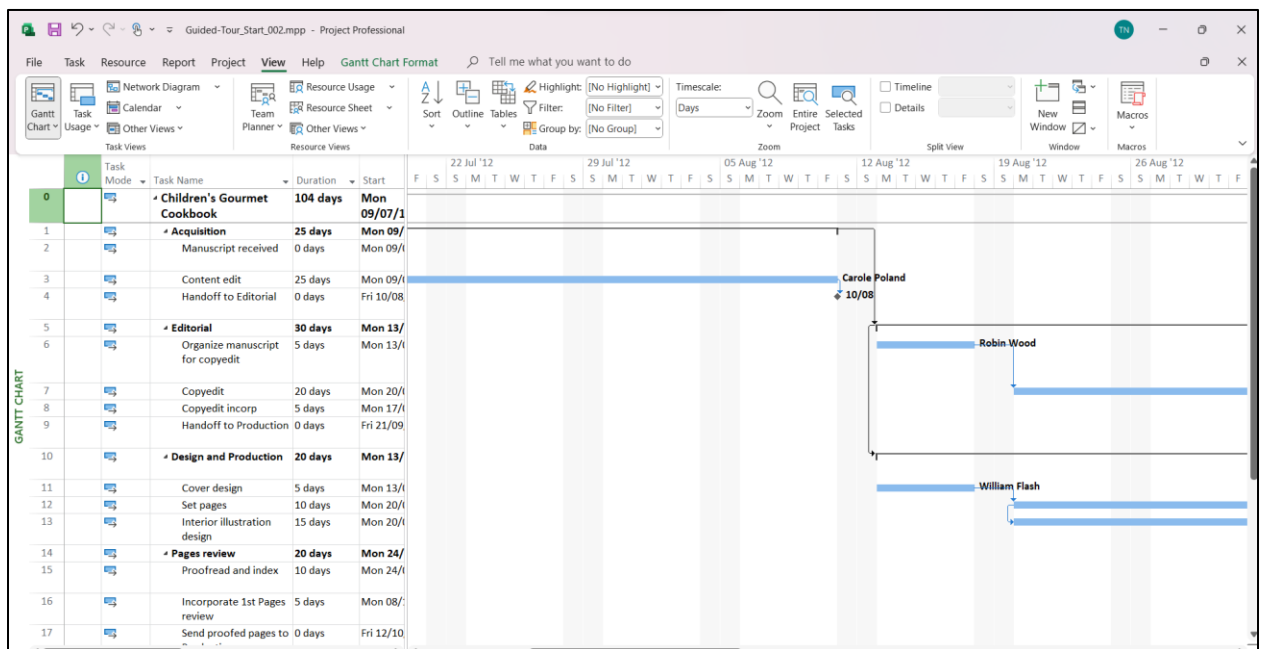 Guided-Tour_Start_002.mpp - Project Professional
TN
File Task Resource Report Project View Help Gantt Chart Format Tell me what you want to do
Gantt Chart
Task Usage
Network Diagram
Calendar
Other Views
Task Views
Team Planner
Resource Usage
Resource Sheet
Other Views
Resource Views
Sort
Outline
Tables
Highlight: [No Highlight]
Filter: [No Filter]
Group by: [No Group]
Data
Timescale:
Days
Zoom
Entire Project
Selected Tasks
Zoom
Timeline
Details
Split View
New Window
Window
Macros
Macros
GANTT CHART
Task Mode Task Name Duration Start
22 Jul '12 29 Jul '12 05 Aug '12 12 Aug '12 19 Aug '12 26 Aug '12
F S S M T W T F S S M T W T F S S M T W T F S S M T W T F S S M T W T F S S M T W T F
0 Children's Gourmet Cookbook 104 days Mon 09/07/1
1 Acquisition 25 days Mon 09/
2 Manuscript received 0 days Mon 09/0
3 Content edit 25 days Mon 09/0
Carole Poland
4 Handoff to Editorial 0 days Fri 10/08
10/08
5 Editorial 30 days Mon 13/
6 Organize manuscript for copyedit 5 days Mon 13/0
Robin Wood
7 Copyedit 20 days Mon 20/0
8 Copyedit incorp 5 days Mon 17/0
9 Handoff to Production 0 days Fri 21/09
10 Design and Production 20 days Mon 13/
11 Cover design 5 days Mon 13/0
William Flash
12 Set pages 10 days Mon 20/0
13 Interior illustration design 15 days Mon 20/0
14 Pages review 20 days Mon 24/
15 Proofread and index 10 days Mon 24/0
16 Incorporate 1st Pages review 5 days Mon 08/
17 Send proofed pages to 0 days Fri 12/10